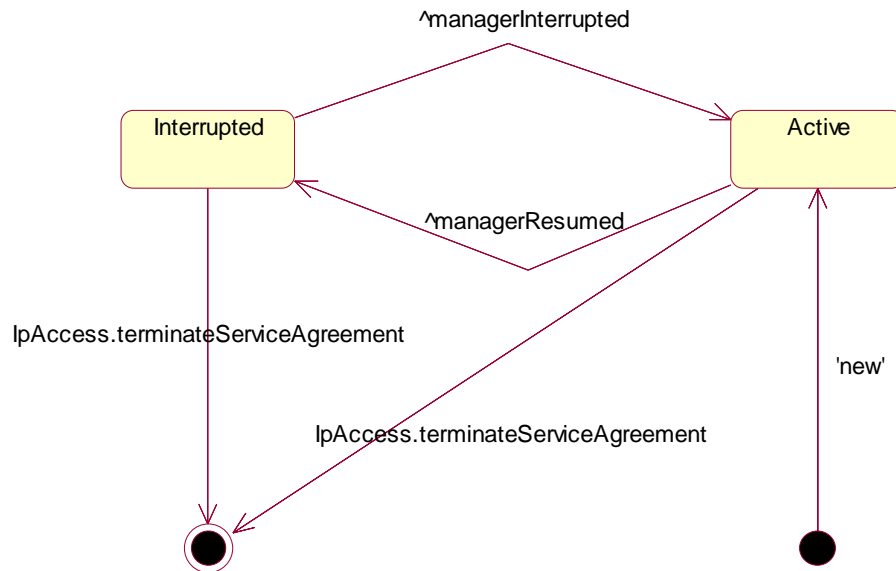 ^managerInterrupted
Interrupted
Active
^managerResumed
IpAccess.terminateServiceAgreement
'new'
IpAccess.terminateServiceAgreement